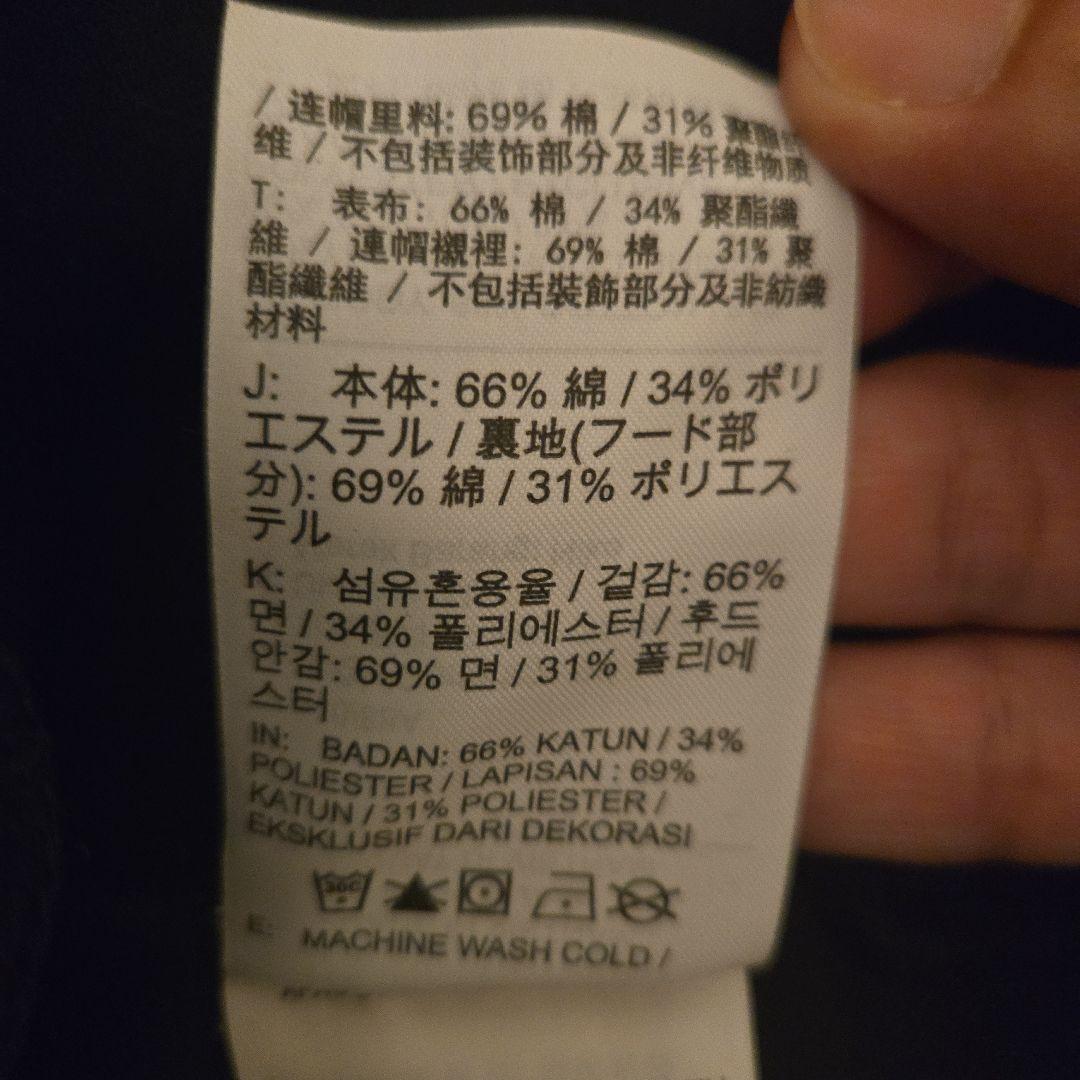 / 连帽里料: 69% 棉 / 31% 聚酯
维 / 不包括装饰部分及非纤维物质
T: 表布: 66% 棉 / 34% 聚酯纖
維 / 連帽襯裡: 69% 棉 / 31% 聚
酯纖維 / 不包括裝飾部分及非紡織
材料
J: 本体: 66% 綿 / 34% ポリ
エステル / 裏地(フード部
分): 69% 綿 / 31% ポリエス
テル
K: 섬유혼용율 / 겉감: 66%
면 / 34% 폴리에스터 / 후드
안감: 69% 면 / 31% 폴리에
스터
IN: BADAN: 66% KATUN / 34%
POLIESTER / LAPISAN : 69%
KATUN / 31% POLIESTER /
EKSKLUSIF DARI DEKORASI
30C
E: MACHINE WASH COLD /